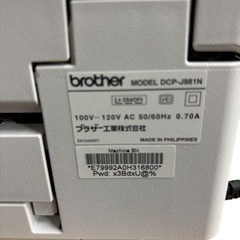 brother MODEL DCP-J981N
100V-120V AC 50/60Hz 0.70A
ブラザー工業株式会社
MADE IN PHILIPPINES
Machine SN
*E79992A0H316800*
Pwd: x3BdxU@%